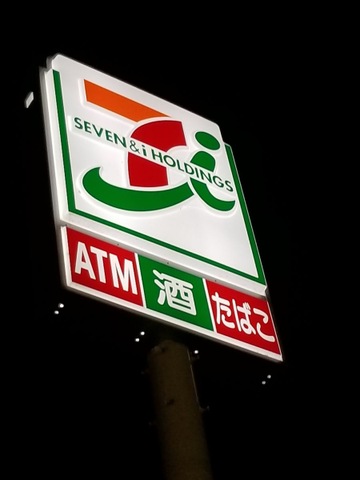 SEVEN & i HOLDINGS
ATM 酒 たばこ